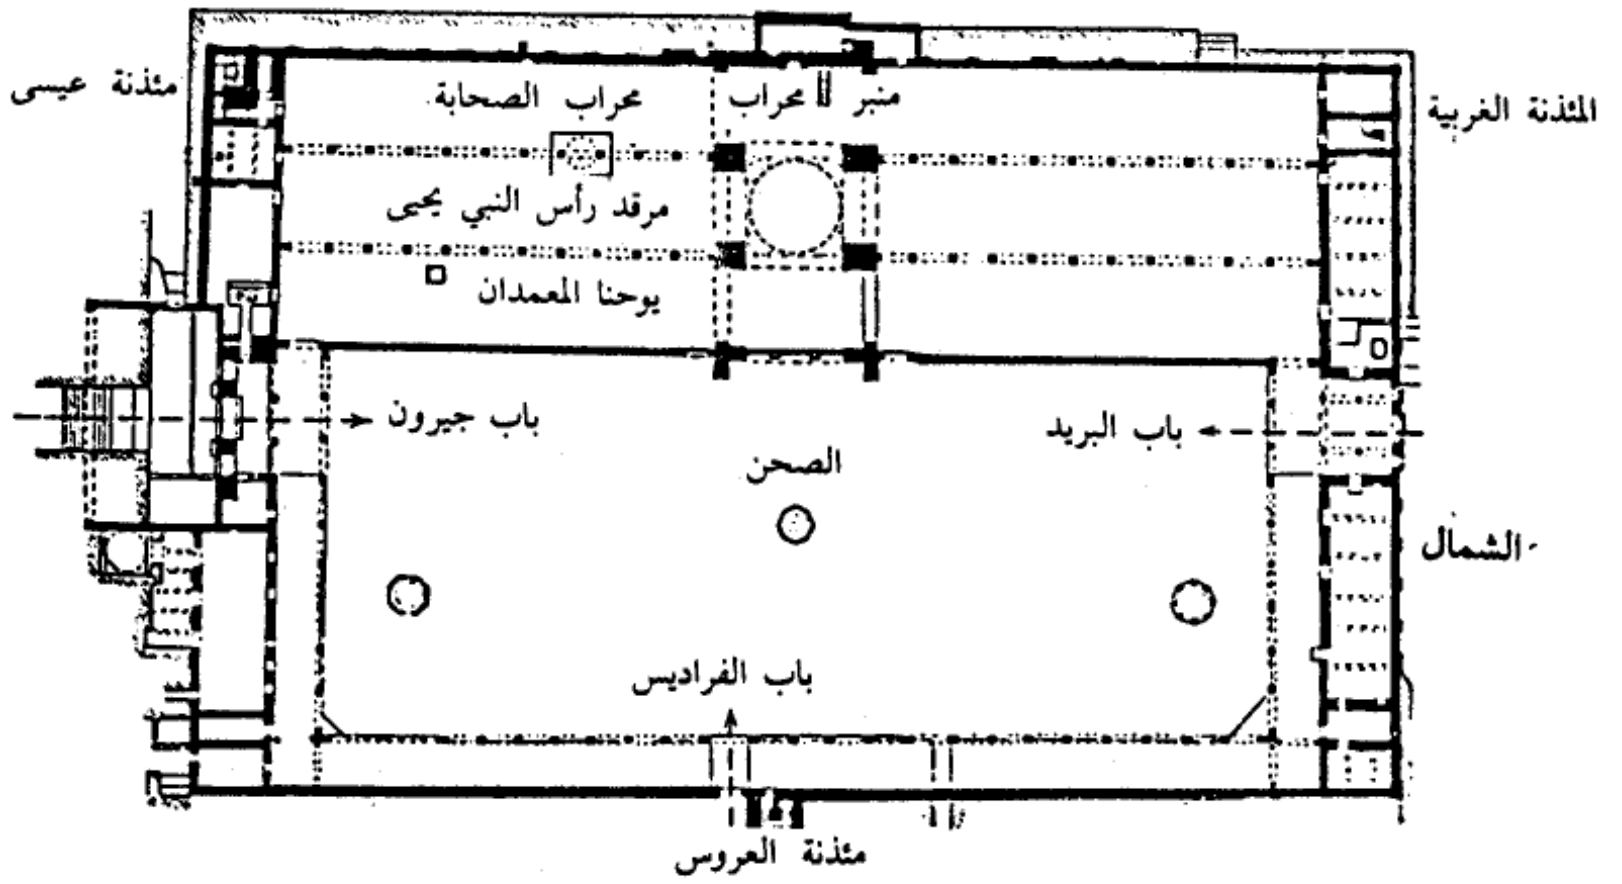 محراب الصحابة
محراب
منبر
مئذنة عيسى
المئذنة الغربية
مرقد رأس النبي يحيى
يوحنا المعمدان
باب جيرون
باب البريد
الصحن
الشمال
باب الفراديس
مئذنة العروس